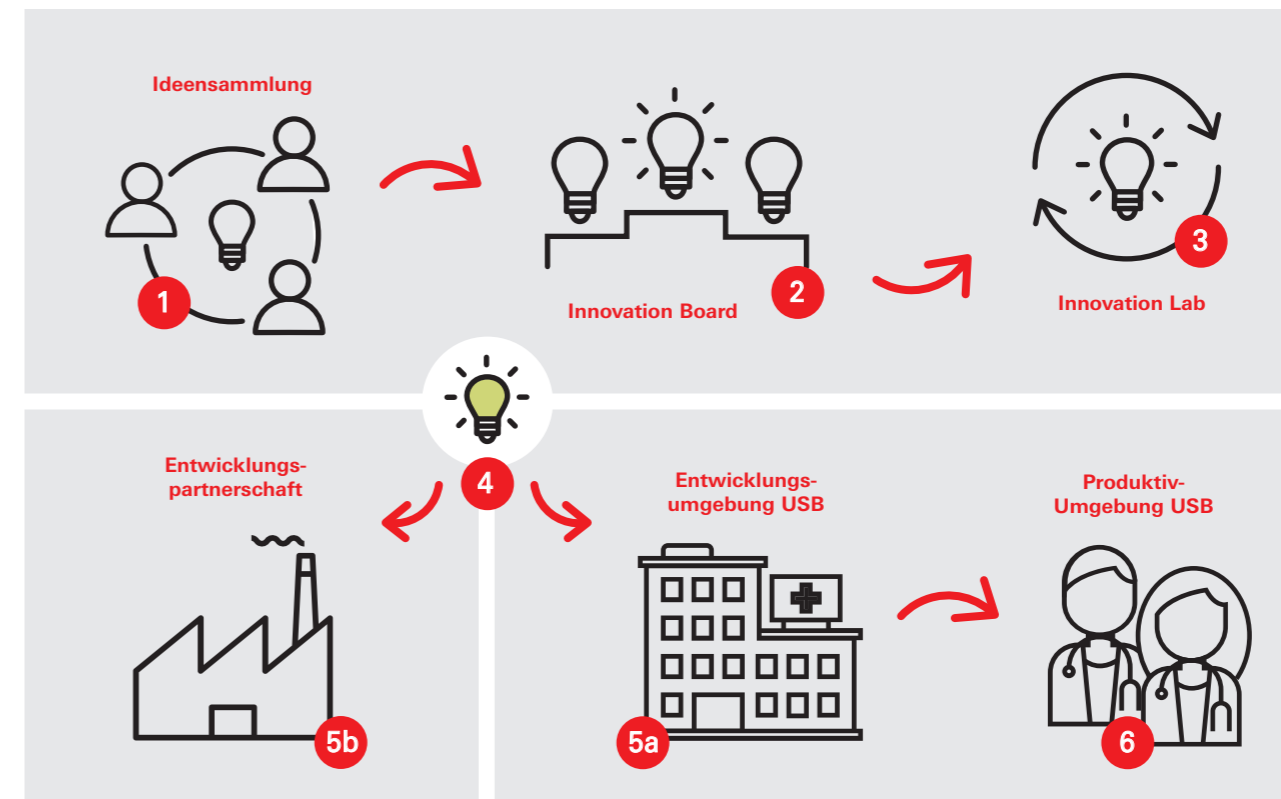 Ideensammlung
1
2
Innovation Board
3
Innovation Lab
4
Entwicklungs-
partnerschaft
5b
Entwicklungs-
umgebung USB
5a
Produktiv-
Umgebung USB
6